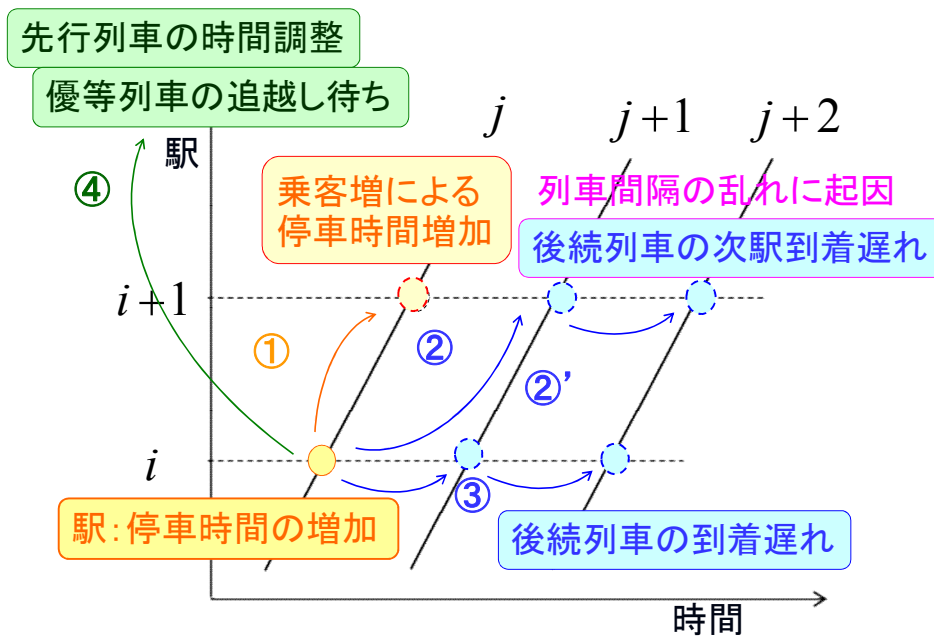 先行列車の時間調整
優等列車の追越し待ち
駅
j
j+1
j+2
④
乗客増による
停車時間増加
列車間隔の乱れに起因
後続列車の次駅到着遅れ
i+1
①
②
②’
i
③
駅：停車時間の増加
後続列車の到着遅れ
時間